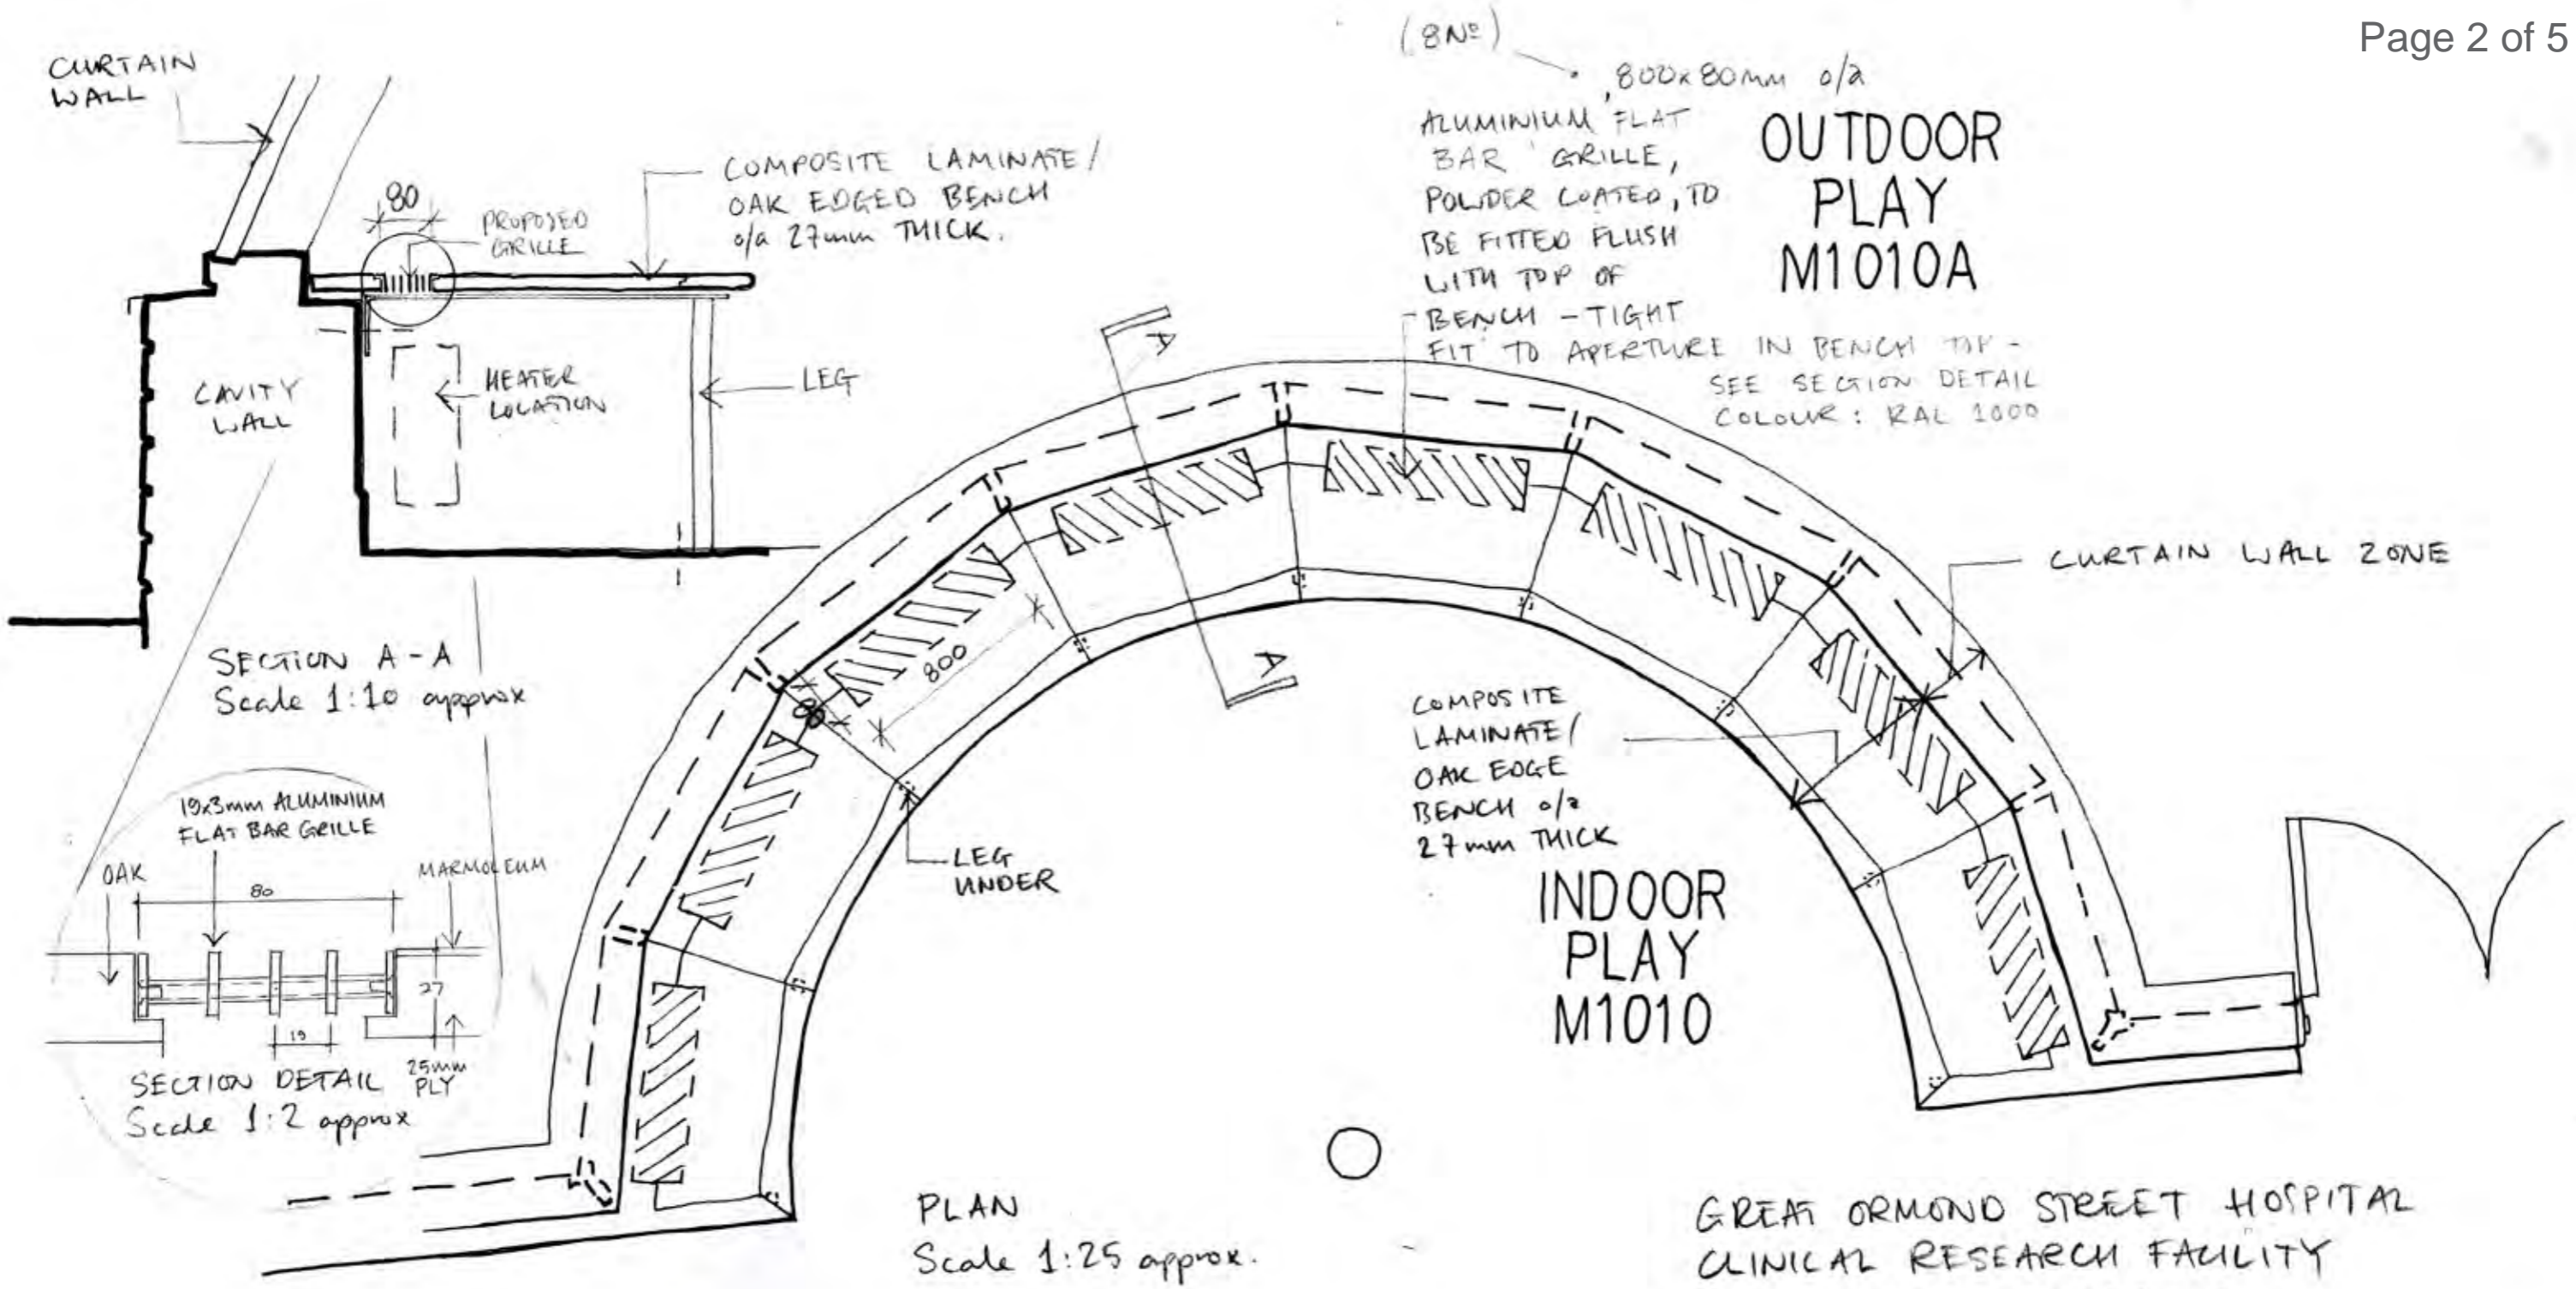 Page 2 of 5
CURTAIN
WALL
80
PROPOSED
GRILLE
COMPOSITE LAMINATE/
OAK EDGED BENCH
o/a 27mm THICK.
CAVITY
WALL
HEATER
LOCATION
LEG
SECTION A-A
Scale 1:10 approx
(8Nº)
800x80mm o/a
ALUMINIUM FLAT
BAR GRILLE,
POWDER COATED, TO
BE FITTED FLUSH
WITH TOP OF
BENCH - TIGHT
FIT TO APERTURE IN BENCH TOP -
SEE SECTION DETAIL
COLOUR: RAL 1000
OUTDOOR
PLAY
M1010A
A
A
CURTAIN WALL ZONE
800
80
COMPOSITE
LAMINATE/
OAK EDGE
BENCH o/a
27mm THICK
LEG
UNDER
INDOOR
PLAY
M1010
19x3mm ALUMINIUM
FLAT BAR GRILLE
OAK
MARMOLEUM
80
27
19
25mm
PLY
SECTION DETAIL
Scale 1:2 approx
PLAN
Scale 1:25 approx.
GREAT ORMOND STREET HOSPITAL
CLINICAL RESEARCH FACILITY